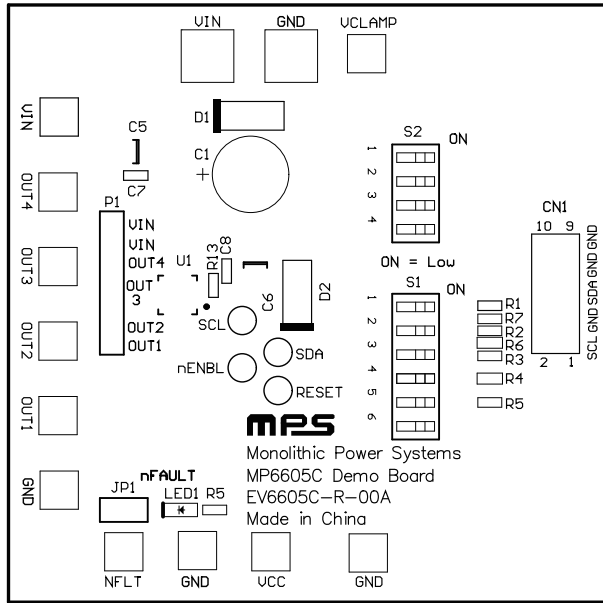 VIN GND VCLAMP
D1
C5
S2 ON
C1
+
1
2
3
4
VIN
C7
OUT4
P1
VIN
VIN
OUT4
OUT
3
OUT2
OUT1
U1
R13
C8
C6
D2
ON = Low
S1 ON
1
2
3
4
5
6
CN1
10 9
2 1
SCL GND SDA GND GND
R1
R7
R2
R6
R3
R4
R5
OUT3
OUT2
OUT1
GND
SCL
nENBL
SDA
RESET
MPS
Monolithic Power Systems
MP6605C Demo Board
EV6605C-R-00A
Made in China
nFAULT
JP1 LED1 R5
NFLT GND VCC GND